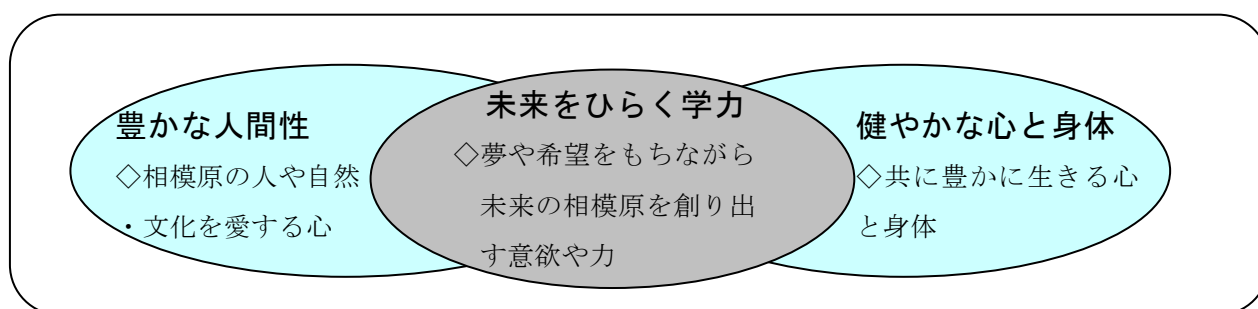 豊かな人間性
◇相模原の人や自然
・文化を愛する心
未来をひらく学力
◇夢や希望をもちながら
未来の相模原を創り出
す意欲や力
健やかな心と身体
◇共に豊かに生きる心
と身体